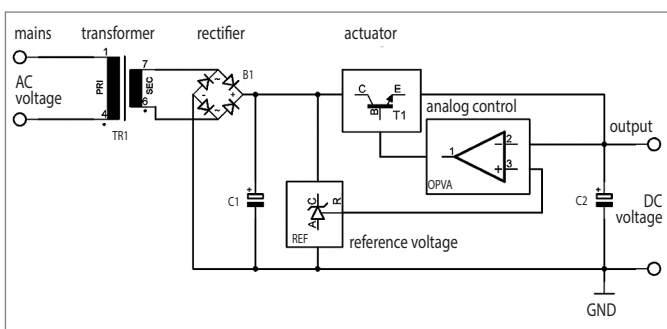 mains transformer rectifier actuator
AC voltage
1
4
PRI
SEC
7
6
TR1
B1
~
~
-
+
C E
B
T1
analog control
1
2
3
-
+
OPVA
output
+
C1
A C
R
REF
reference voltage
+
C2
DC voltage
GND